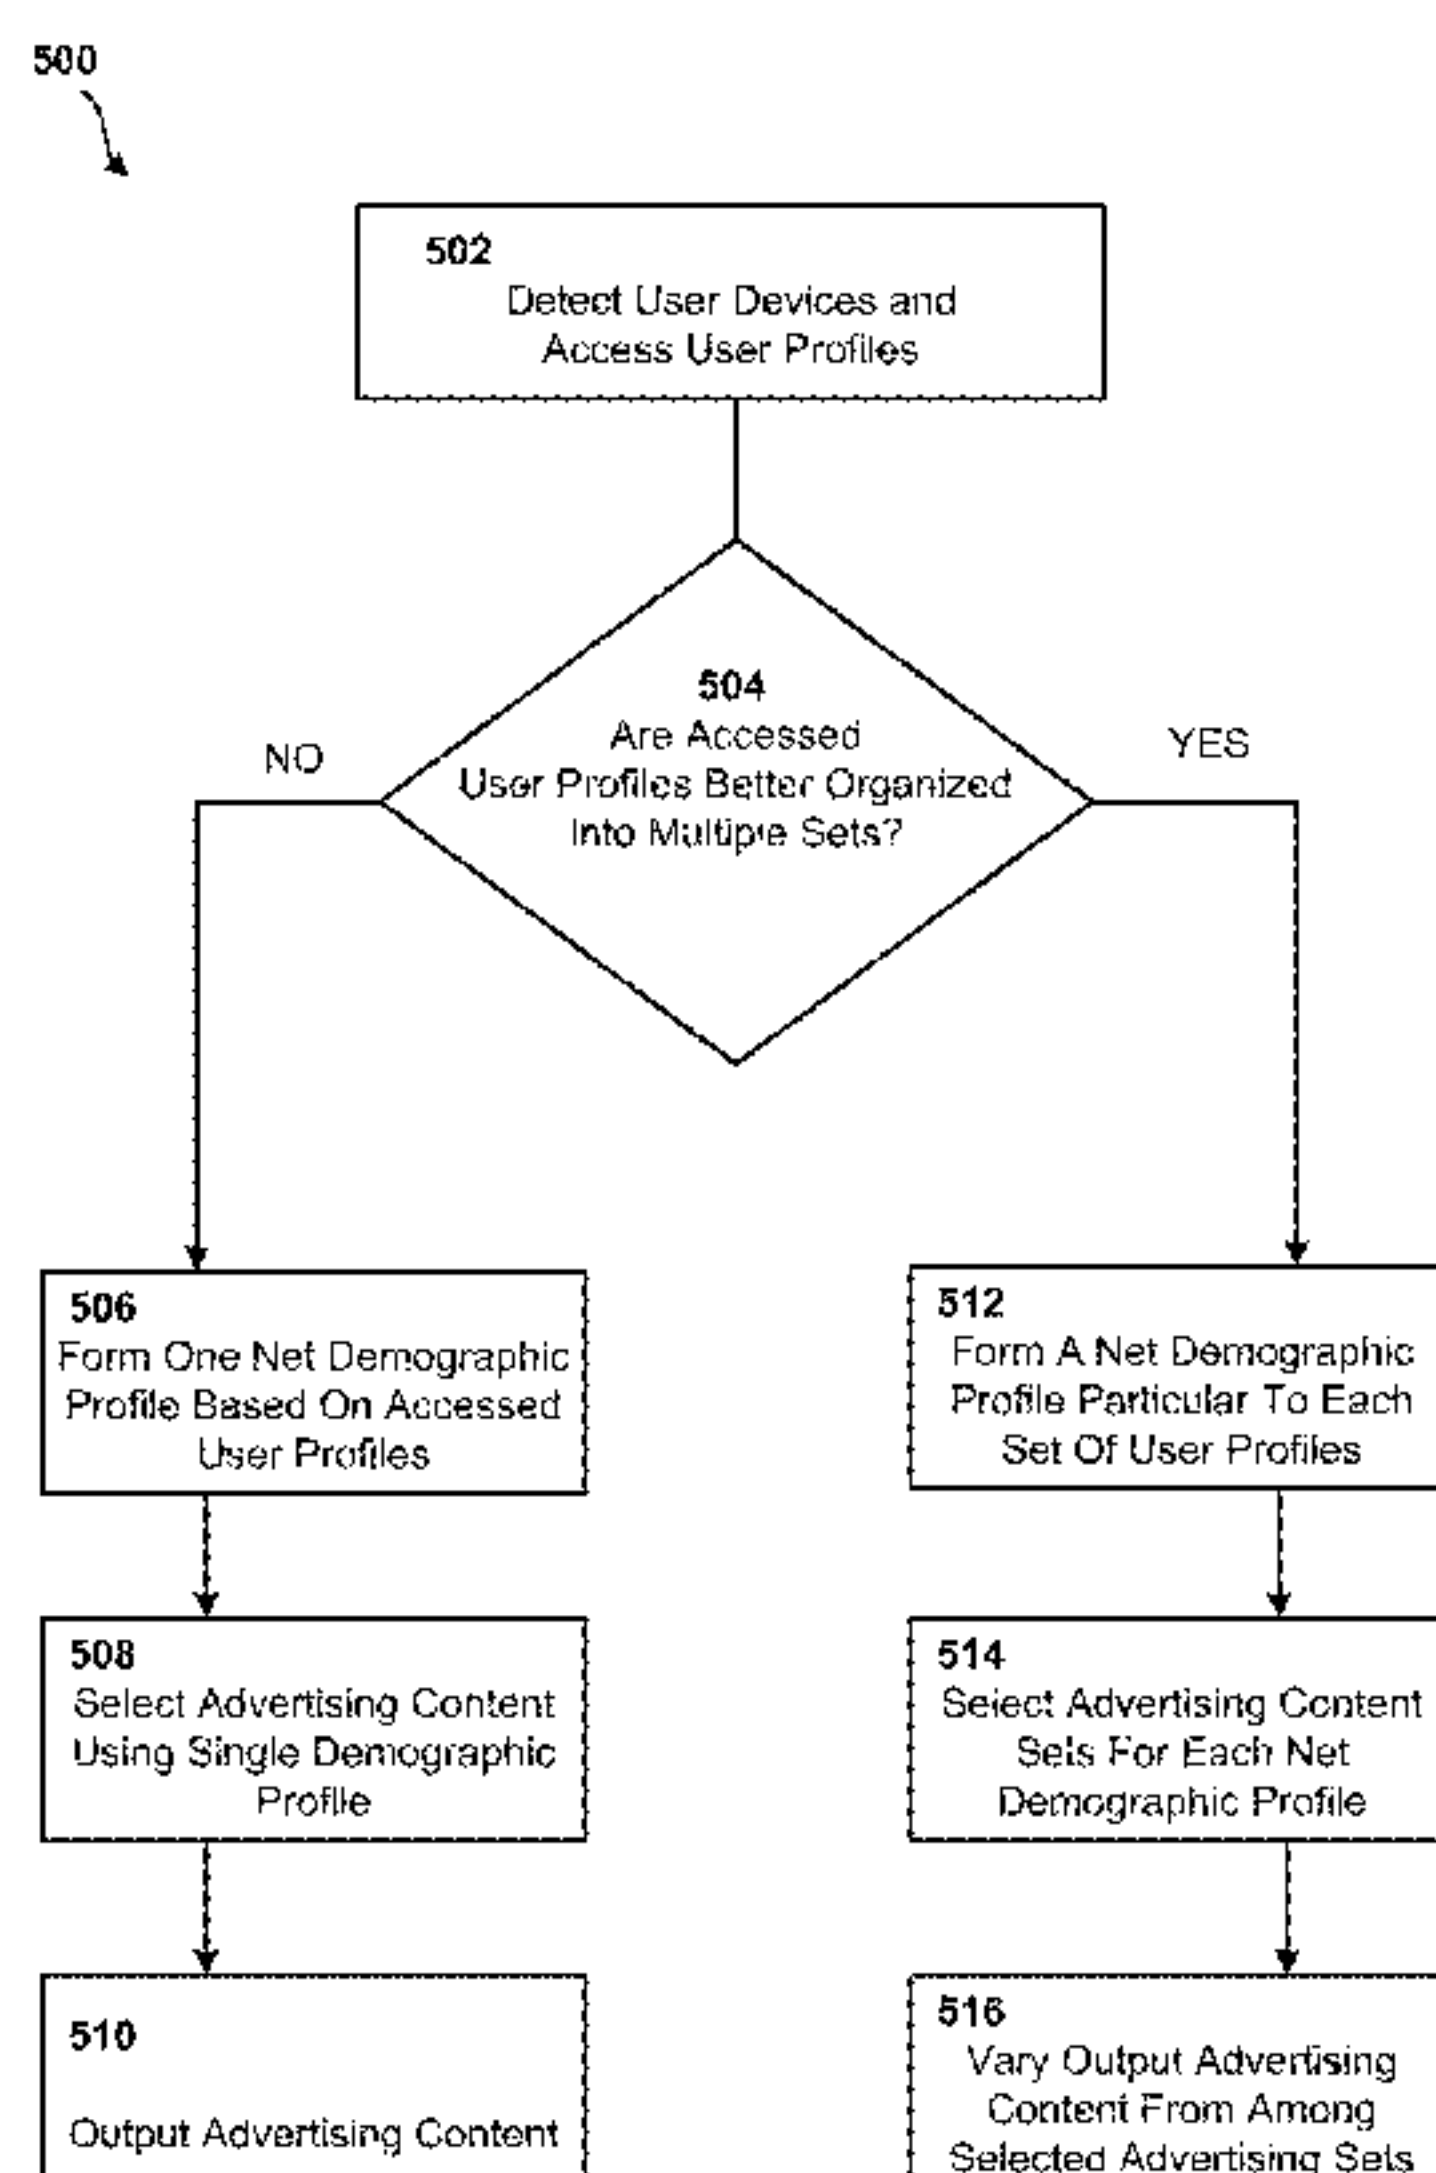 500
502
Detect User Devices and
Access User Profiles
504
Are Accessed
User Profiles Better Organized
Into Multiple Sets?
NO
YES
506
Form One Net Demographic
Profile Based On Accessed
User Profiles
512
Form A Net Demographic
Profile Particular To Each
Set Of User Profiles
508
Select Advertising Content
Using Single Demographic
Profile
514
Select Advertising Content
Sets For Each Net
Demographic Profile
510
Output Advertising Content
516
Vary Output Advertising
Content From Among
Selected Advertising Sets